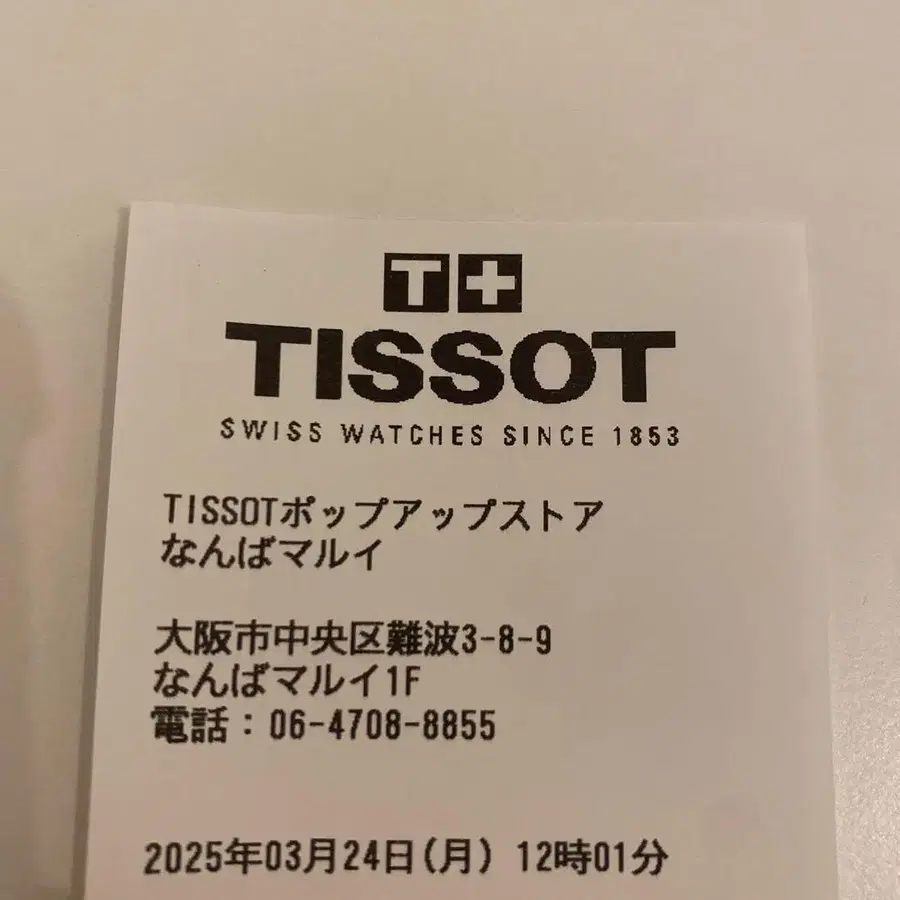 T+
TISSOT
SWISS WATCHES SINCE 1853
TISSOTポップアップストア
なんばマルイ
大阪市中央区難波3-8-9
なんばマルイ1F
電話：06-4708-8855
2025年03月24日(月) 12時01分